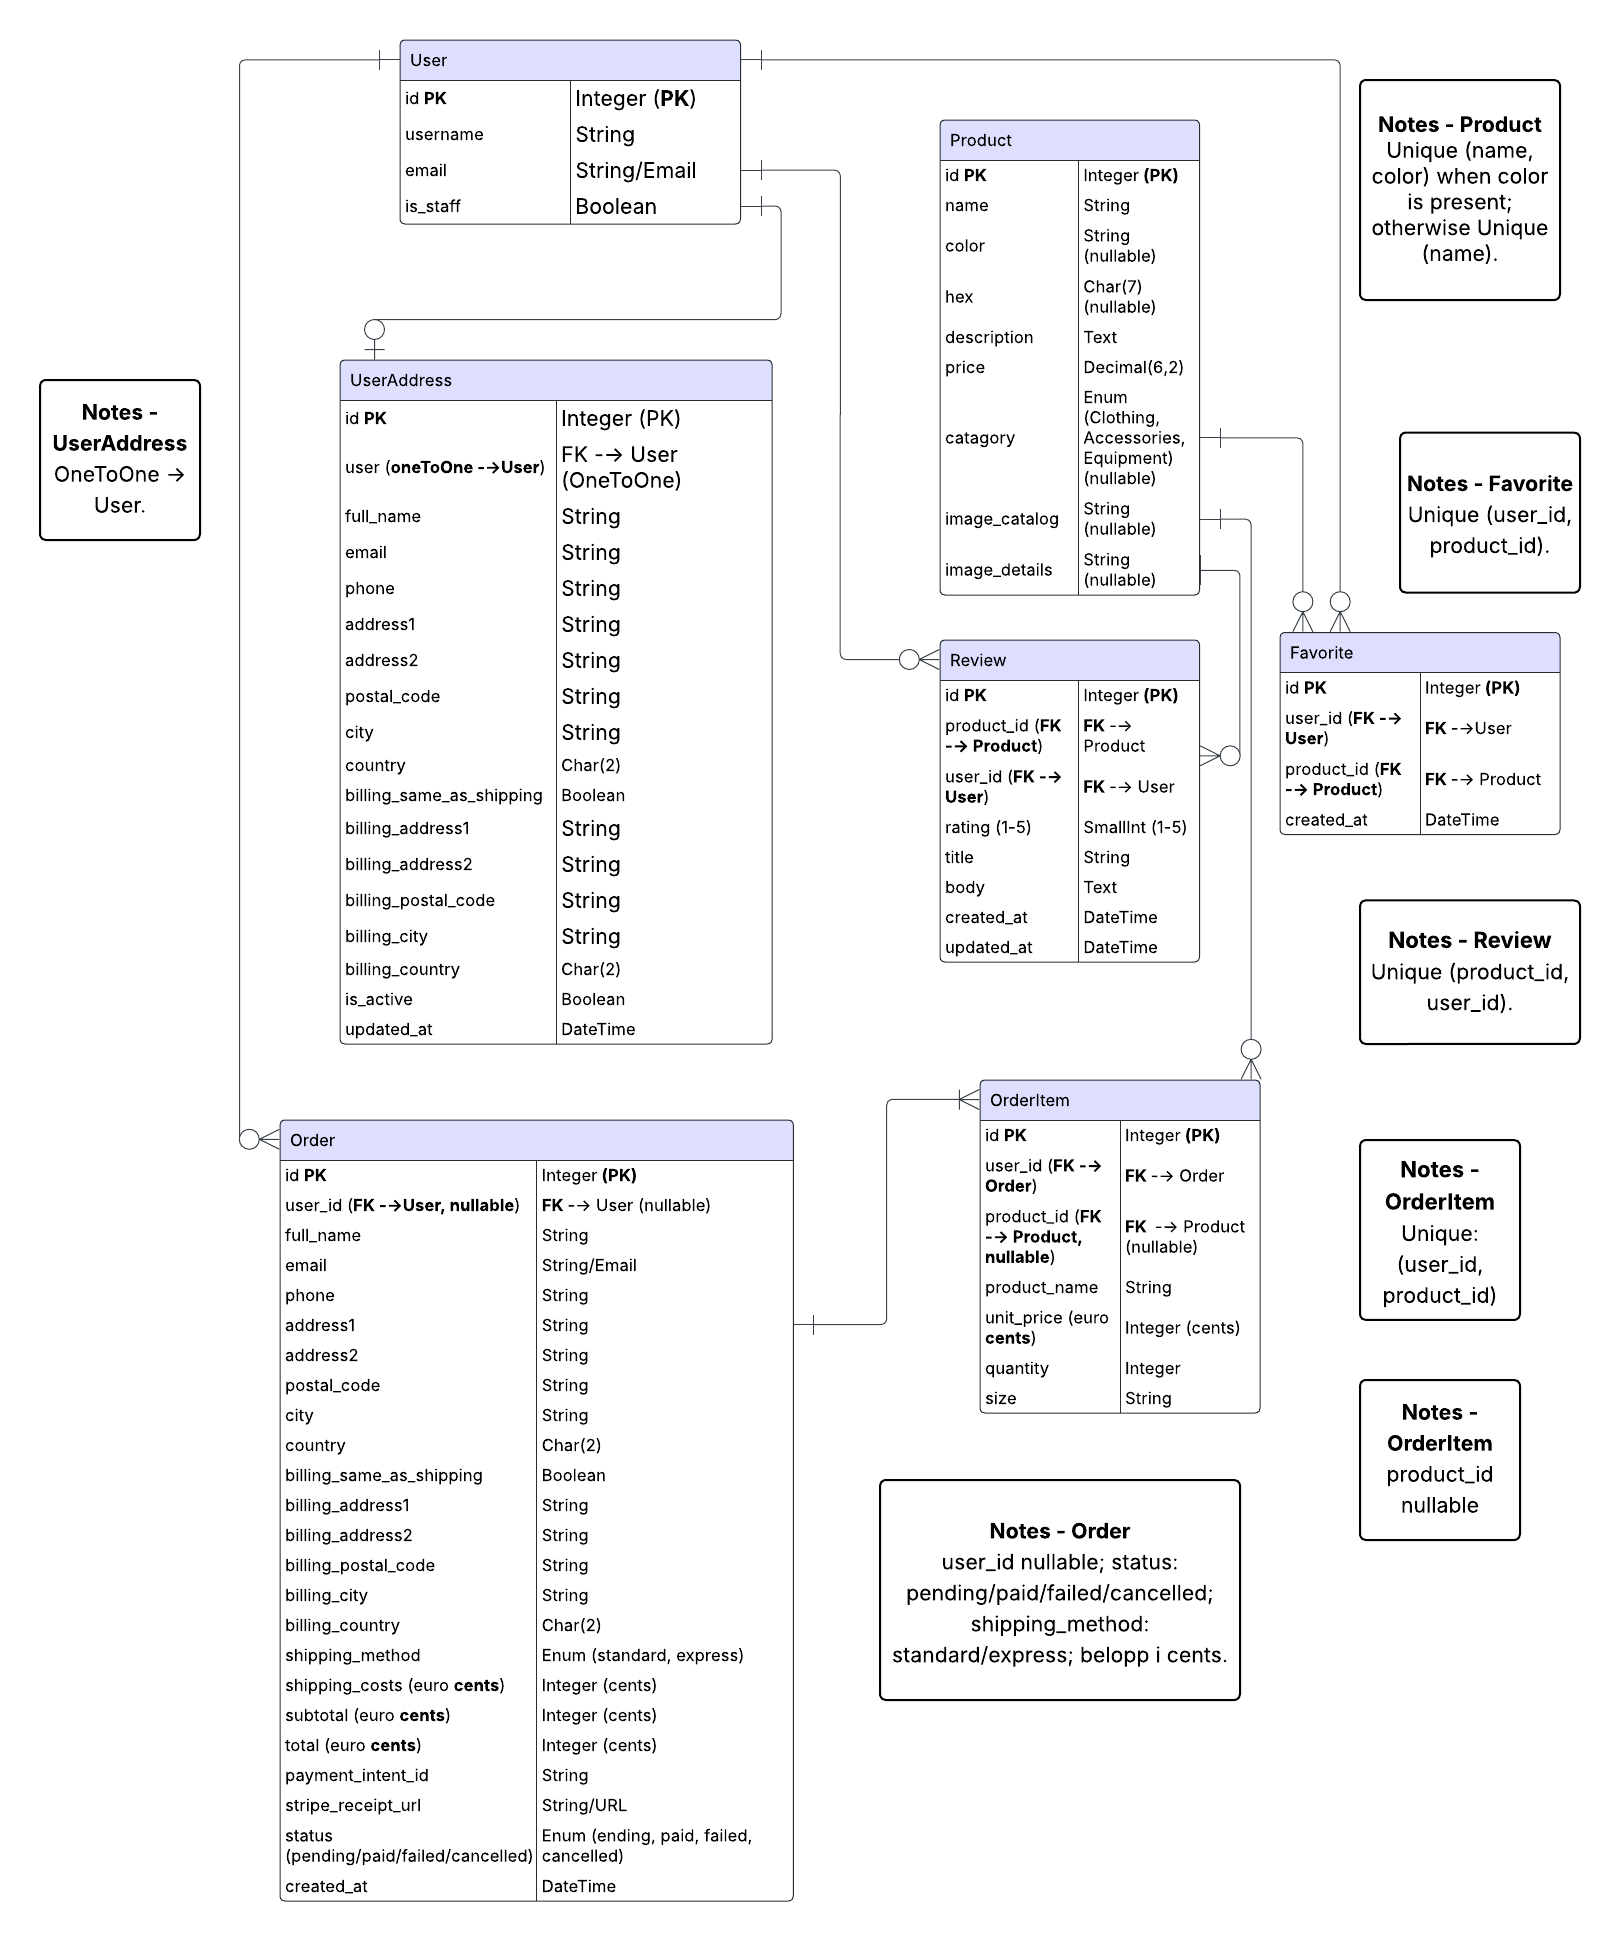 User
id PK Integer (PK)
username String
email String/Email
is_staff Boolean
Notes - Product
Unique (name,
color) when color
is present;
otherwise Unique
(name).
Product
id PK Integer (PK)
name String
color String
(nullable)
hex Char(7)
(nullable)
description Text
price Decimal(6,2)
catagory Enum
(Clothing,
Accessories,
Equipment)
(nullable)
image_catalog String
(nullable)
image_details String
(nullable)
Notes -
UserAddress
OneToOne →
User.
UserAddress
id PK Integer (PK)
user (oneToOne --→User) FK --→ User
(OneToOne)
full_name String
email String
phone String
address1 String
address2 String
postal_code String
city String
country Char(2)
billing_same_as_shipping Boolean
billing_address1 String
billing_address2 String
billing_postal_code String
billing_city String
billing_country Char(2)
is_active Boolean
updated_at DateTime
Notes - Favorite
Unique (user_id,
product_id).
Review
id PK Integer (PK)
product_id (FK
--→ Product) FK --→
Product
user_id (FK --→
User) FK --→ User
rating (1-5) SmallInt (1-5)
title String
body Text
created_at DateTime
updated_at DateTime
Favorite
id PK Integer (PK)
user_id (FK --→
User) FK --→User
product_id (FK
--→ Product) FK --→ Product
created_at DateTime
Notes - Review
Unique (product_id,
user_id).
Order
id PK Integer (PK)
user_id (FK --→User, nullable) FK --→ User (nullable)
full_name String
email String/Email
phone String
address1 String
address2 String
postal_code String
city String
country Char(2)
billing_same_as_shipping Boolean
billing_address1 String
billing_address2 String
billing_postal_code String
billing_city String
billing_country Char(2)
shipping_method Enum (standard, express)
shipping_costs (euro cents) Integer (cents)
subtotal (euro cents) Integer (cents)
total (euro cents) Integer (cents)
payment_intent_id String
stripe_receipt_url String/URL
status
(pending/paid/failed/cancelled) Enum (ending, paid, failed,
cancelled)
created_at DateTime
OrderItem
id PK Integer (PK)
user_id (FK --→
Order) FK --→ Order
product_id (FK
--→ Product,
nullable) FK --→ Product
(nullable)
product_name String
unit_price (euro
cents) Integer (cents)
quantity Integer
size String
Notes -
OrderItem
Unique:
(user_id,
product_id)
Notes -
OrderItem
product_id
nullable
Notes - Order
user_id nullable; status:
pending/paid/failed/cancelled;
shipping_method:
standard/express; belopp i cents.